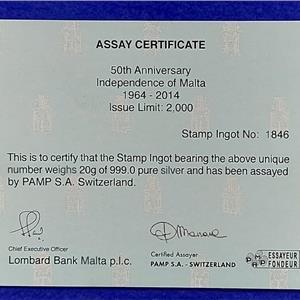 ASSAY CERTIFICATE
50th Anniversary
Independence of Malta
1964 - 2014
Issue Limit: 2,000
Stamp Ingot No: 1846
This is to certify that the Stamp Ingot bearing the above unique
number weighs 20g of 999.0 pure silver and has been assayed
by PAMP S.A. Switzerland.
Chief Executive Officer
Lombard Bank Malta p.l.c.
Certified Assayer
PAMP S.A. - SWITZERLAND
ESSAYEUR
FONDEUR